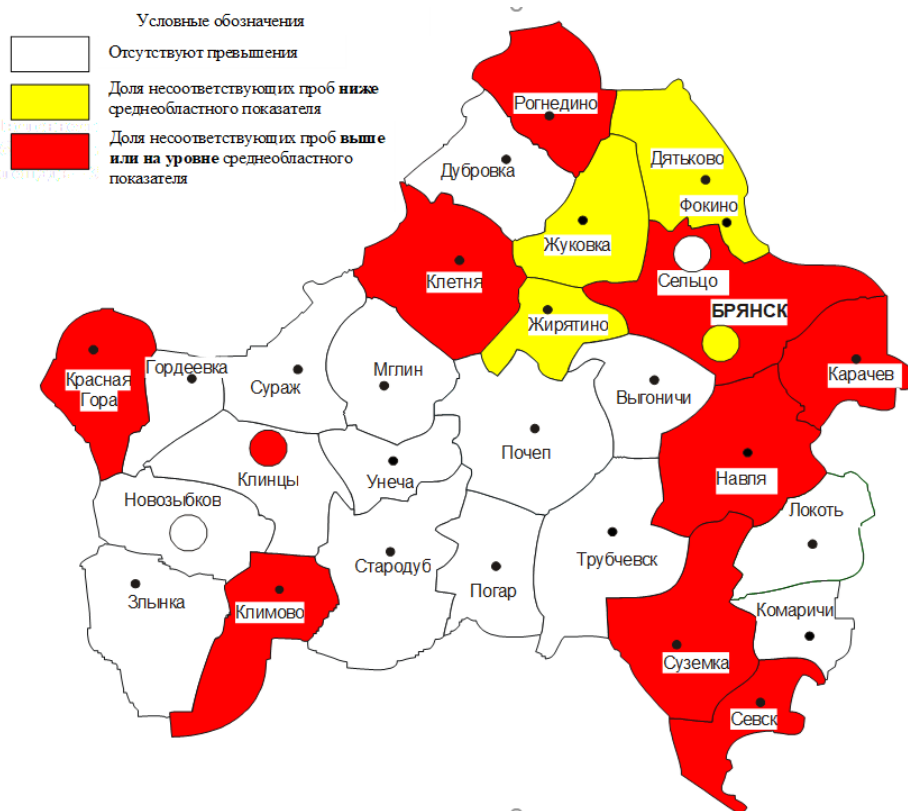 Условные обозначения
Отсутствуют превышения
Доля несоответствующих проб ниже
среднеобластного показателя
Доля несоответствующих проб выше
или на уровне среднеобластного
показателя
Рогнедино
Дубровка
Дятьково
Фокино
Жуковка
Клетня
Сельцо
БРЯНСК
Жирятино
Красная
Гора
Гордеевка
Сураж
Мглин
Выгоничи
Карачев
Почеп
Клинцы
Унеча
Навля
Новозыбков
Локоть
Стародуб
Трубчевск
Погар
Злынка
Климово
Комаричи
Суземка
Севск